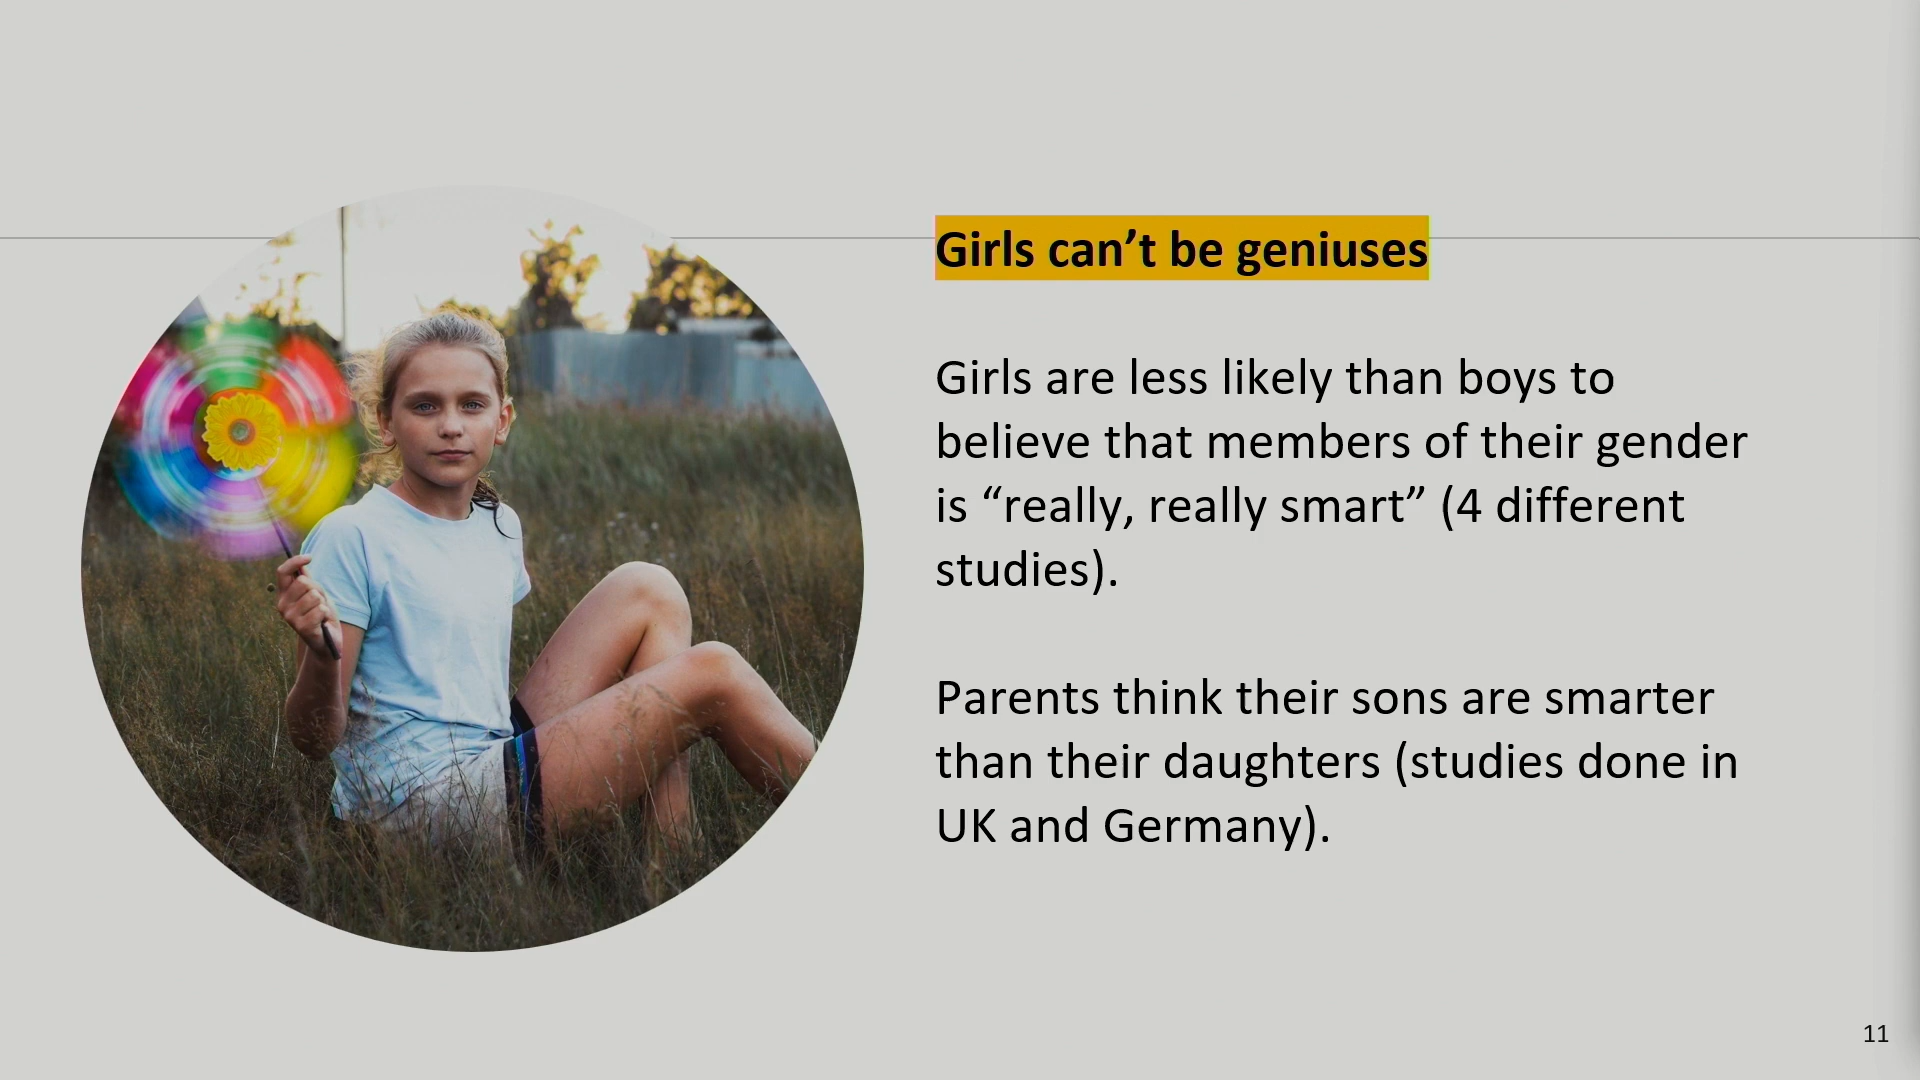 Girls can’t be geniuses
Girls are less likely than boys to
believe that members of their gender
is “really, really smart” (4 different
studies).
Parents think their sons are smarter
than their daughters (studies done in
UK and Germany).
11